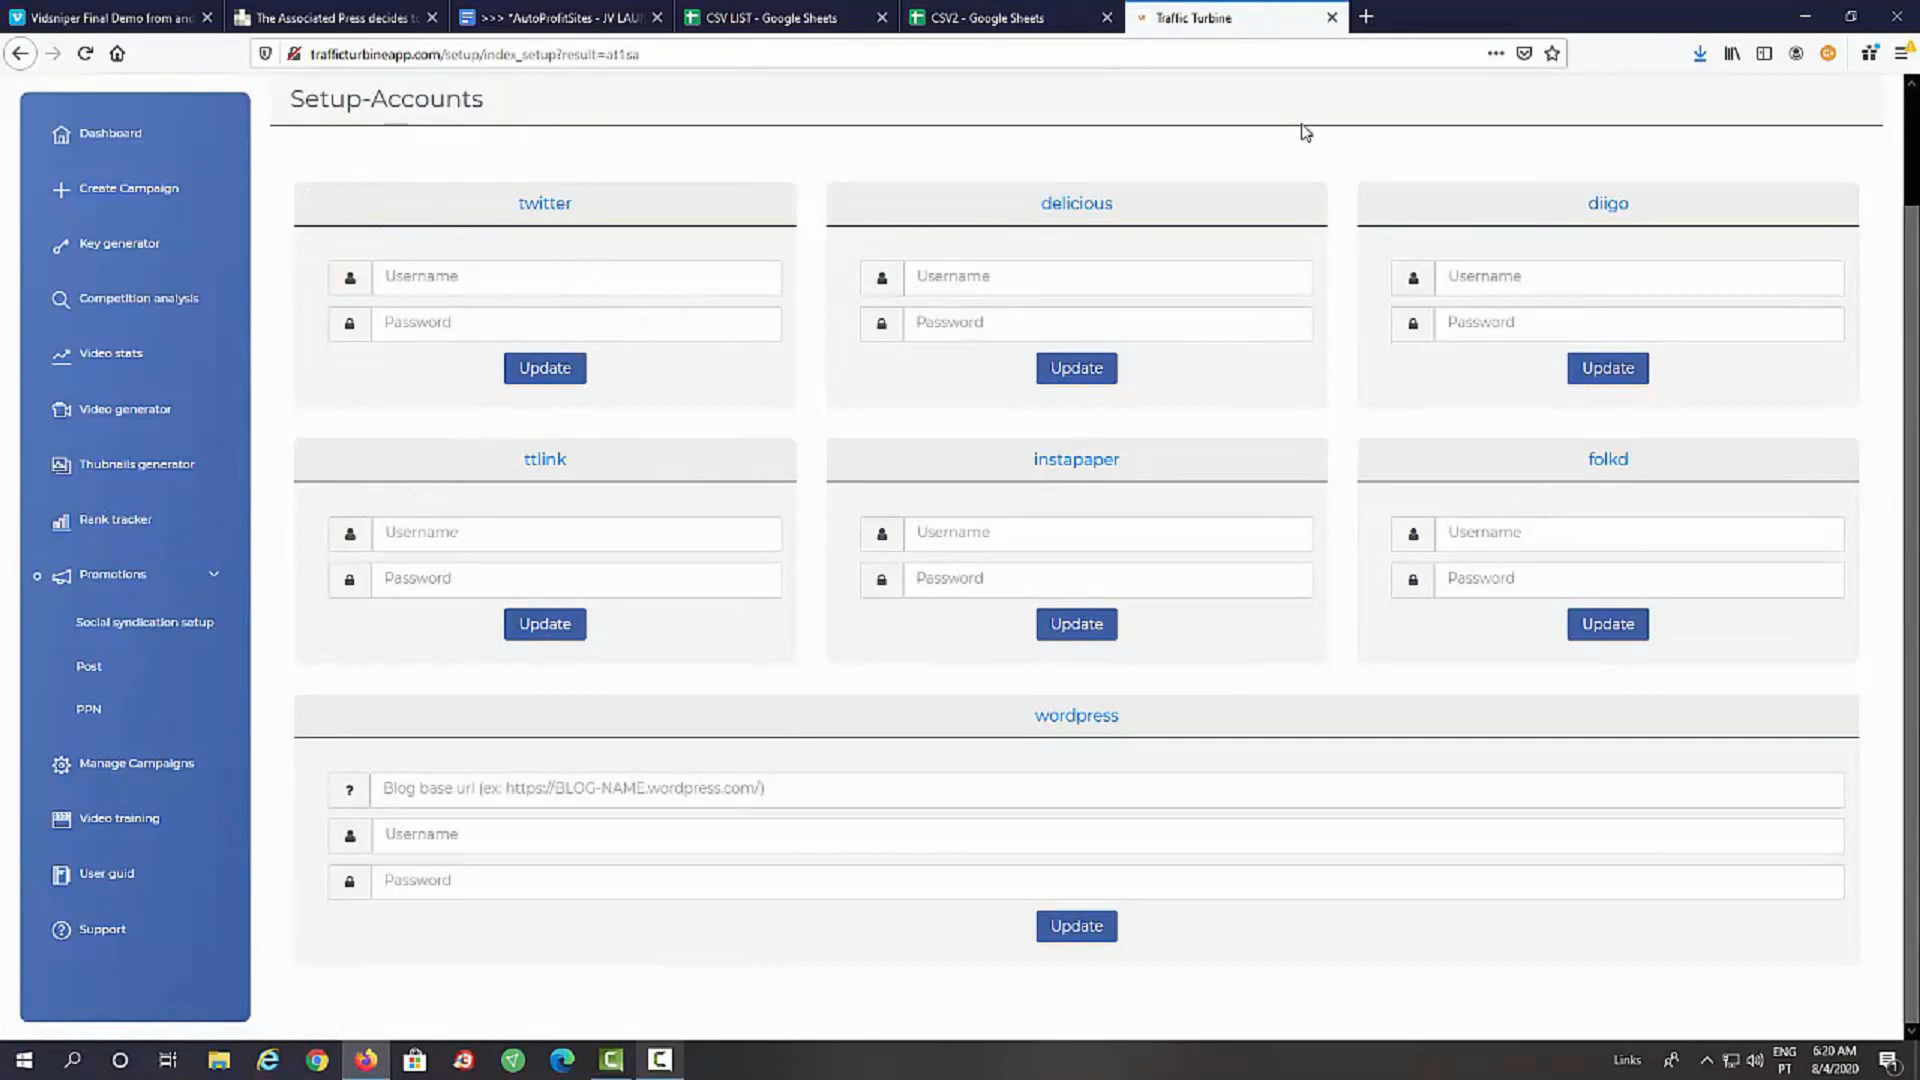 Vidsniper Final Demo from and
The Associated Press decides to
>>> *AutoProfitSites - JV LAU
CSV LIST - Google Sheets
CSV2 - Google Sheets
Traffic Turbine
trafficturbineapp.com/setup/index_setup?result=at1sa
Setup-Accounts
Dashboard
Create Campaign
Key generator
Competition analysis
Video stats
Video generator
Thubnails generator
Rank tracker
Promotions
Social syndication setup
Post
PPN
Manage Campaigns
Video training
User guid
Support
twitter
Username
Password
Update
delicious
Username
Password
Update
diigo
Username
Password
Update
ttlink
Username
Password
Update
instapaper
Username
Password
Update
folkd
Username
Password
Update
wordpress
? Blog base url (ex: https://BLOG-NAME.wordpress.com/)
Username
Password
Update
Links
ENG
PT
6:20 AM
8/4/2020